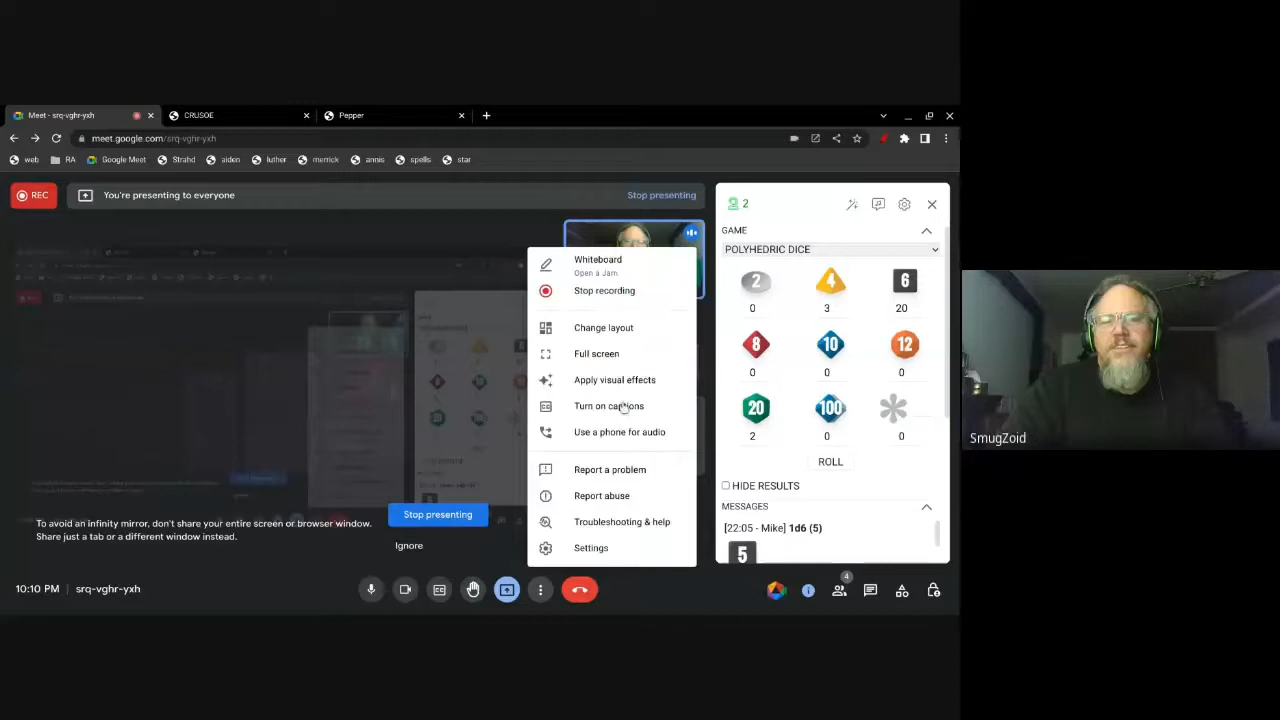 Meet - srq-vghr-yxh
CRUSOE
Pepper
meet.google.com/srq-vghr-yxh
web
RA
Google Meet
Strahd
aiden
luther
merrick
annis
spells
star
REC
You're presenting to everyone
Stop presenting
To avoid an infinity mirror, don't share your entire screen or browser window.
Share just a tab or a different window instead.
Stop presenting
Ignore
Whiteboard
Open a Jam
Stop recording
Change layout
Full screen
Apply visual effects
Turn on captions
Use a phone for audio
Report a problem
Report abuse
Troubleshooting & help
Settings
2
GAME
POLYHEDRIC DICE
2 4 6
0 3 20
8 10 12
0 0 0
20 100
2 0 0
ROLL
HIDE RESULTS
MESSAGES
[22:05 - Mike] 1d6 (5)
5
10:10 PM | srq-vghr-yxh
4
SmugZoid